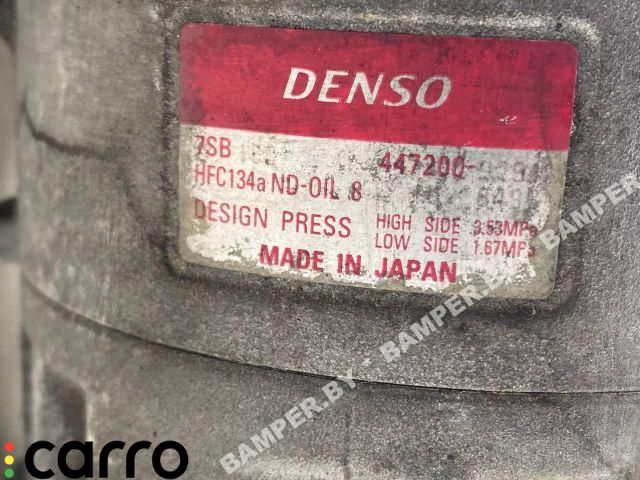 DENSO
7SB 447200-
HFC134a ND-OIL 8
DESIGN PRESS HIGH SIDE 3.53MPa
LOW SIDE 1.67MPa
MADE IN JAPAN
BAMPER.BY - BAMPER.BY - BAMPER.BY
carro